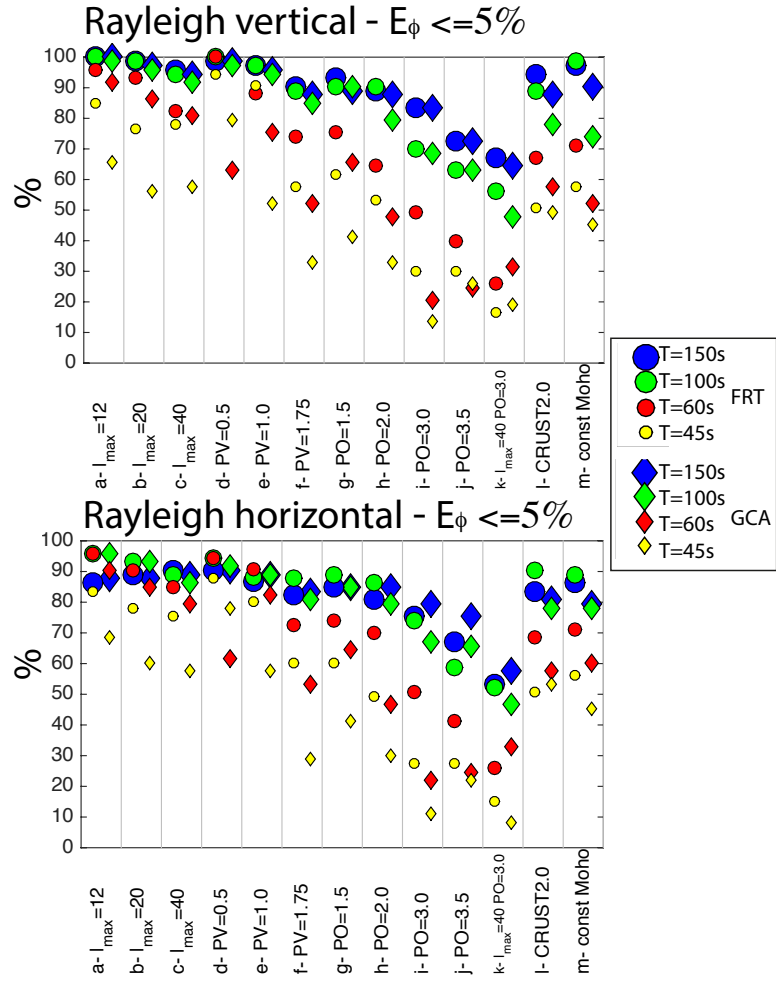 Rayleigh vertical - Eϕ <=5%
100
90
80
70
60
50
40
30
20
10
0
%
a- lmax=12
b- lmax=20
c- lmax=40
d- PV=0.5
e- PV=1.0
f- PV=1.75
g- PO=1.5
h- PO=2.0
i- PO=3.0
j- PO=3.5
k- lmax=40 PO=3.0
l- CRUST2.0
m- const Moho
T=150s
T=100s
FRT
T=60s
T=45s
T=150s
T=100s
GCA
T=60s
T=45s
Rayleigh horizontal - Eϕ <=5%
100
90
80
70
60
50
40
30
20
10
0
%
a- lmax=12
b- lmax=20
c- lmax=40
d- PV=0.5
e- PV=1.0
f- PV=1.75
g- PO=1.5
h- PO=2.0
i- PO=3.0
j- PO=3.5
k- lmax=40 PO=3.0
l- CRUST2.0
m- const Moho